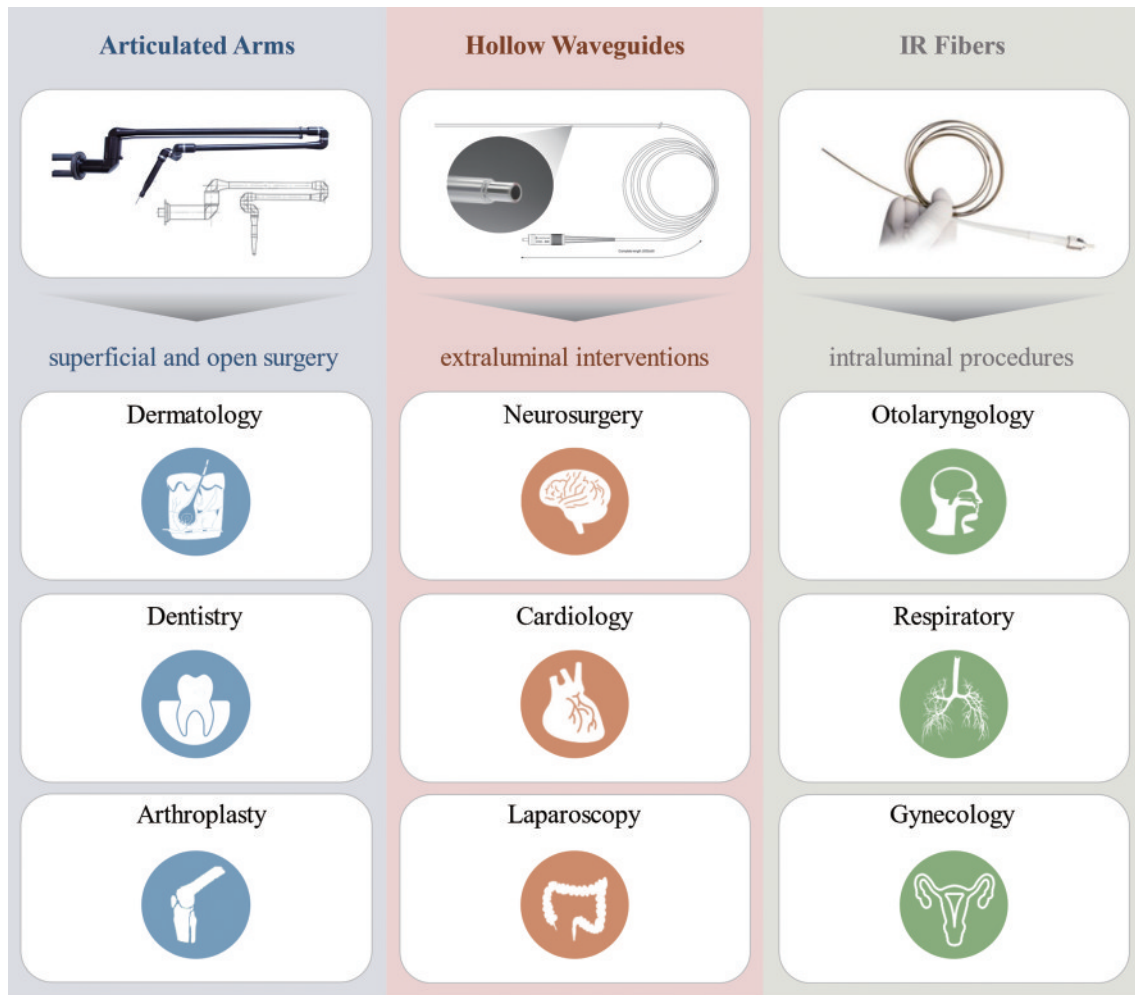 Articulated Arms
Hollow Waveguides
IR Fibers
superficial and open surgery
extraluminal interventions
intraluminal procedures
Dermatology
Neurosurgery
Otolaryngology
Dentistry
Cardiology
Respiratory
Arthroplasty
Laparoscopy
Gynecology